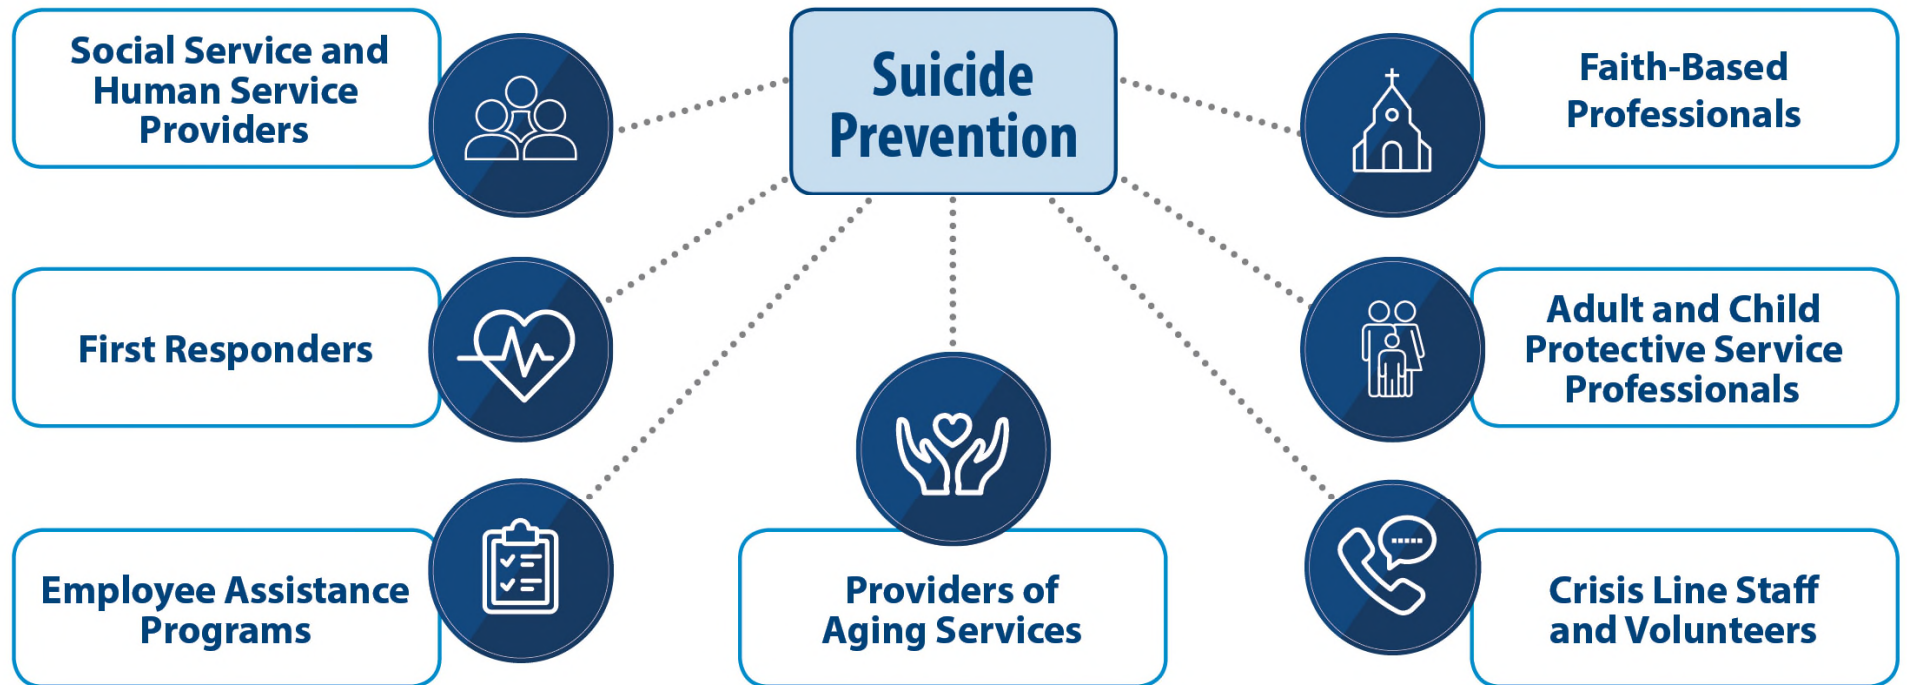 Suicide
Prevention
Social Service and
Human Service
Providers
Faith-Based
Professionals
First Responders
Adult and Child
Protective Service
Professionals
Employee Assistance
Programs
Providers of
Aging Services
Crisis Line Staff
and Volunteers